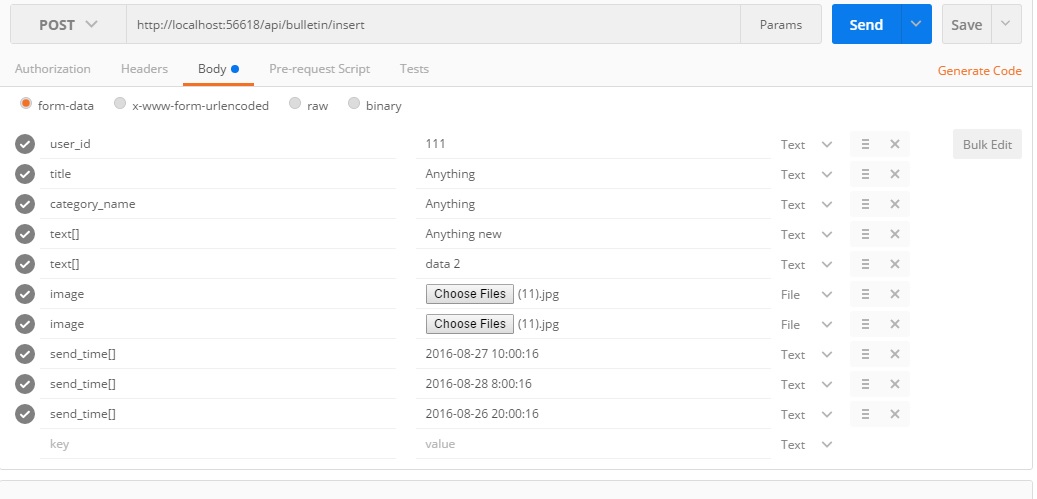 POST http://localhost:56618/api/bulletin/insert Params Send Save
Authorization Headers Body Pre-request Script Tests Generate Code
form-data x-www-form-urlencoded raw binary
user_id 111 Text Bulk Edit
title Anything Text
category_name Anything Text
text[] Anything new Text
text[] data 2 Text
image Choose Files (11).jpg File
image Choose Files (11).jpg File
send_time[] 2016-08-27 10:00:16 Text
send_time[] 2016-08-28 8:00:16 Text
send_time[] 2016-08-26 20:00:16 Text
key value Text